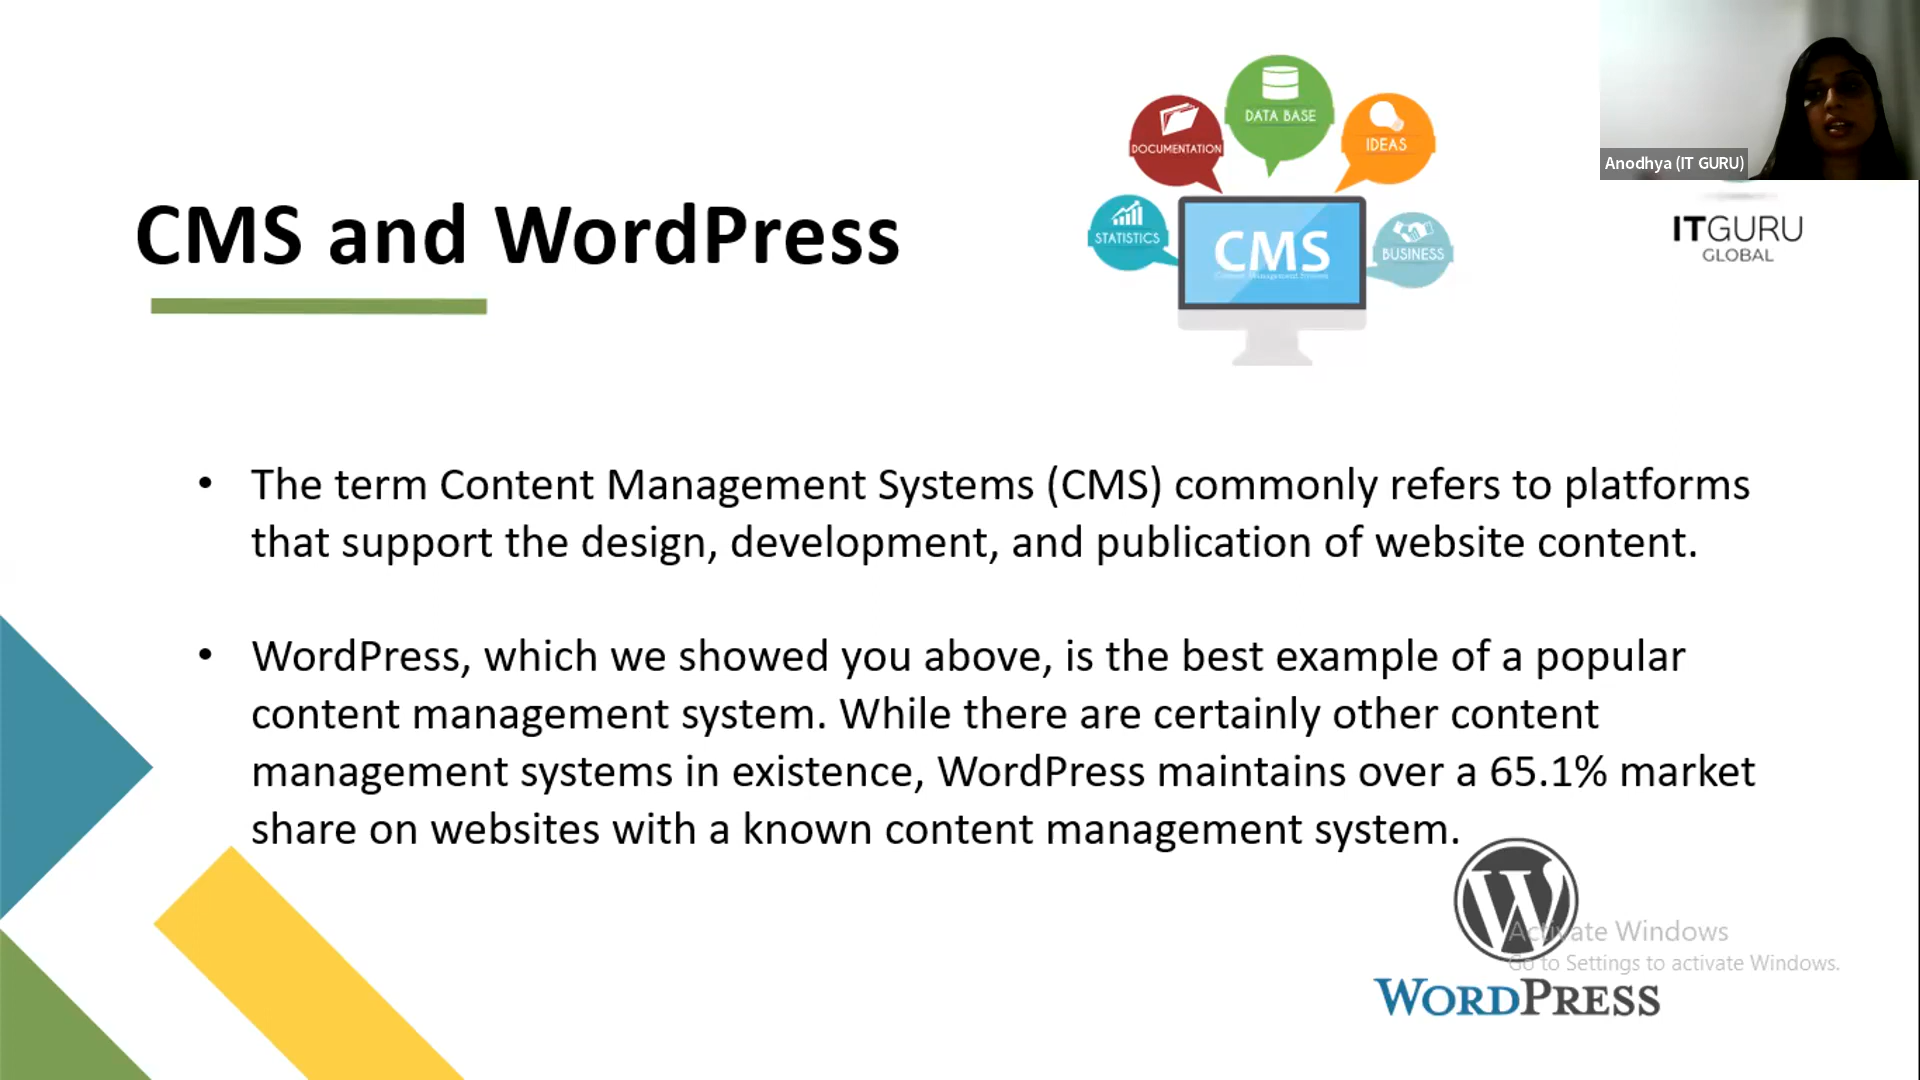 CMS and WordPress
DOCUMENTATION
DATA BASE
IDEAS
STATISTICS
CMS
Content Management System
BUSINESS
Anodhya (IT GURU)
ITGURU
GLOBAL
• The term Content Management Systems (CMS) commonly refers to platforms
that support the design, development, and publication of website content.
• WordPress, which we showed you above, is the best example of a popular
content management system. While there are certainly other content
management systems in existence, WordPress maintains over a 65.1% market
share on websites with a known content management system.
W
Activate Windows
Go to Settings to activate Windows.
WORDPRESS